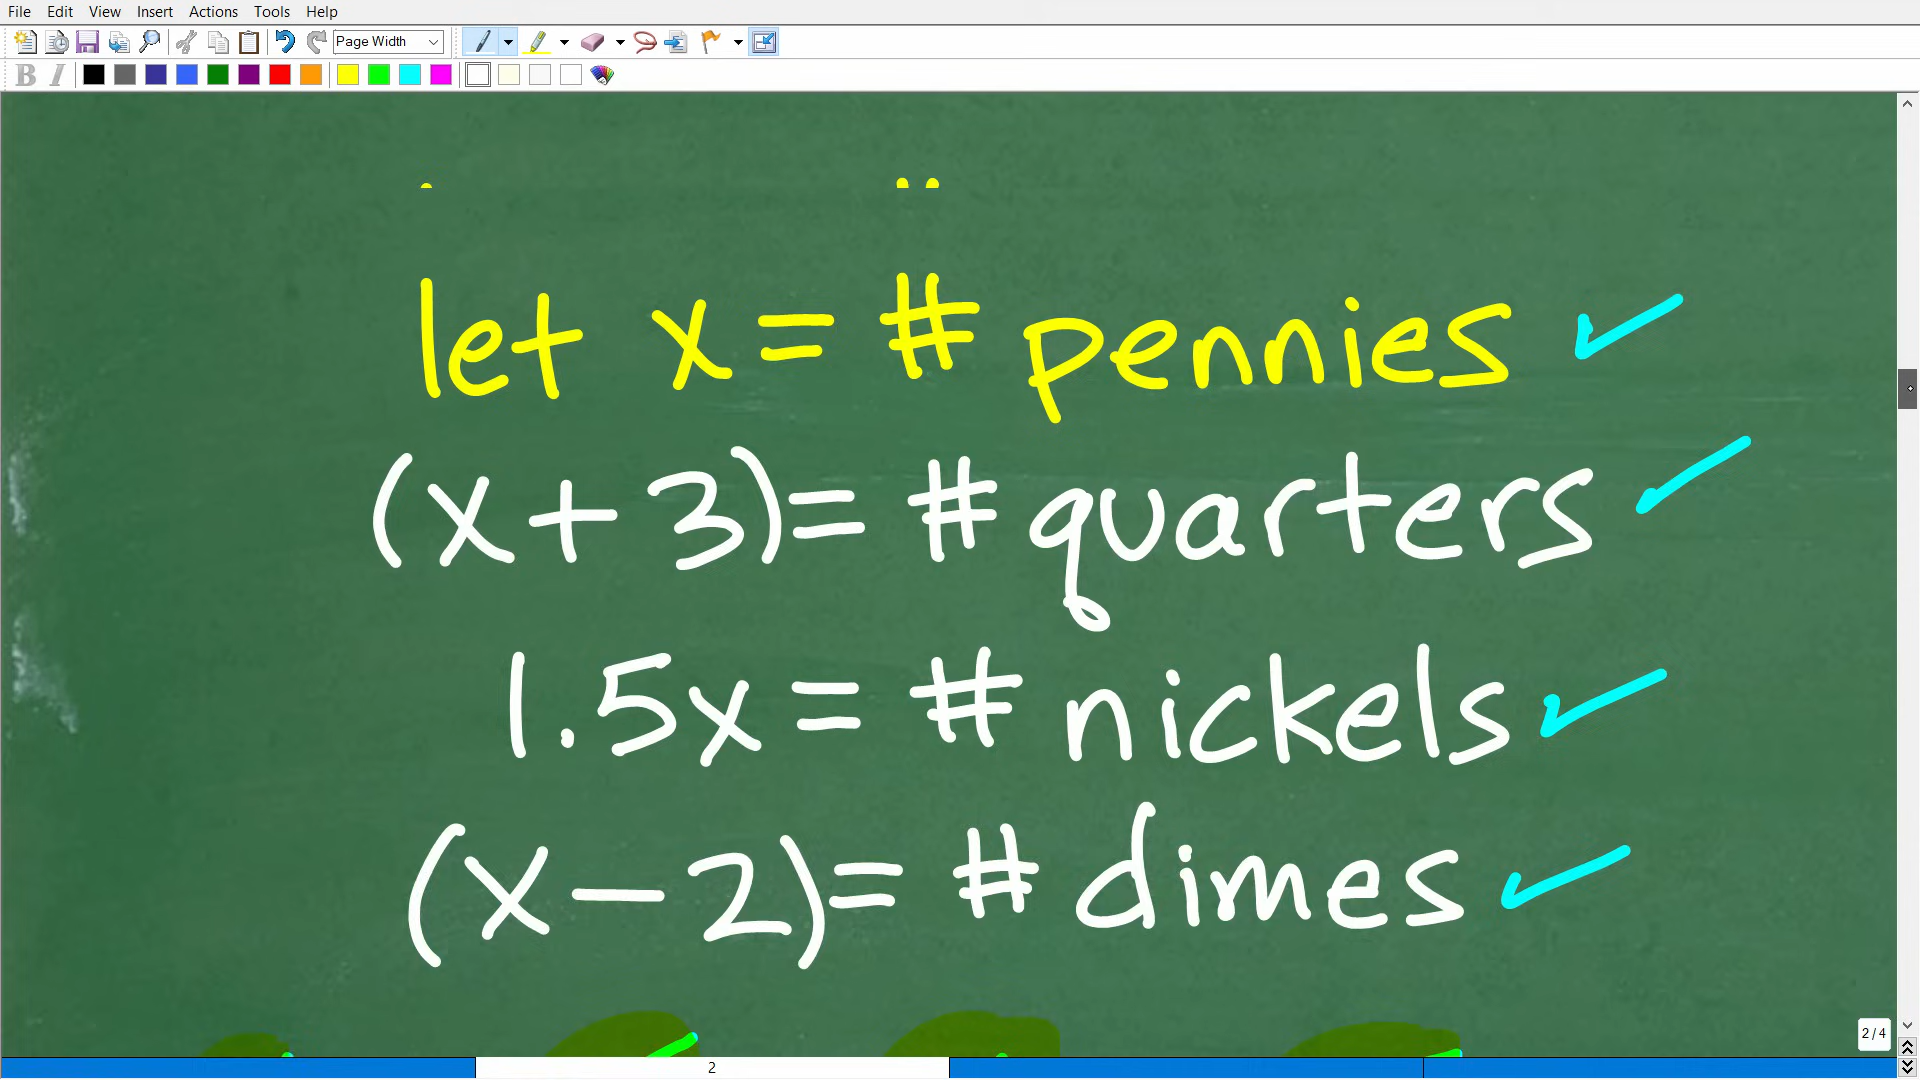 File Edit View Insert Actions Tools Help
Page Width
B I
let x = # pennies
(x + 3) = # quarters
1.5x = # nickels
(x - 2) = # dimes
2 / 4
2